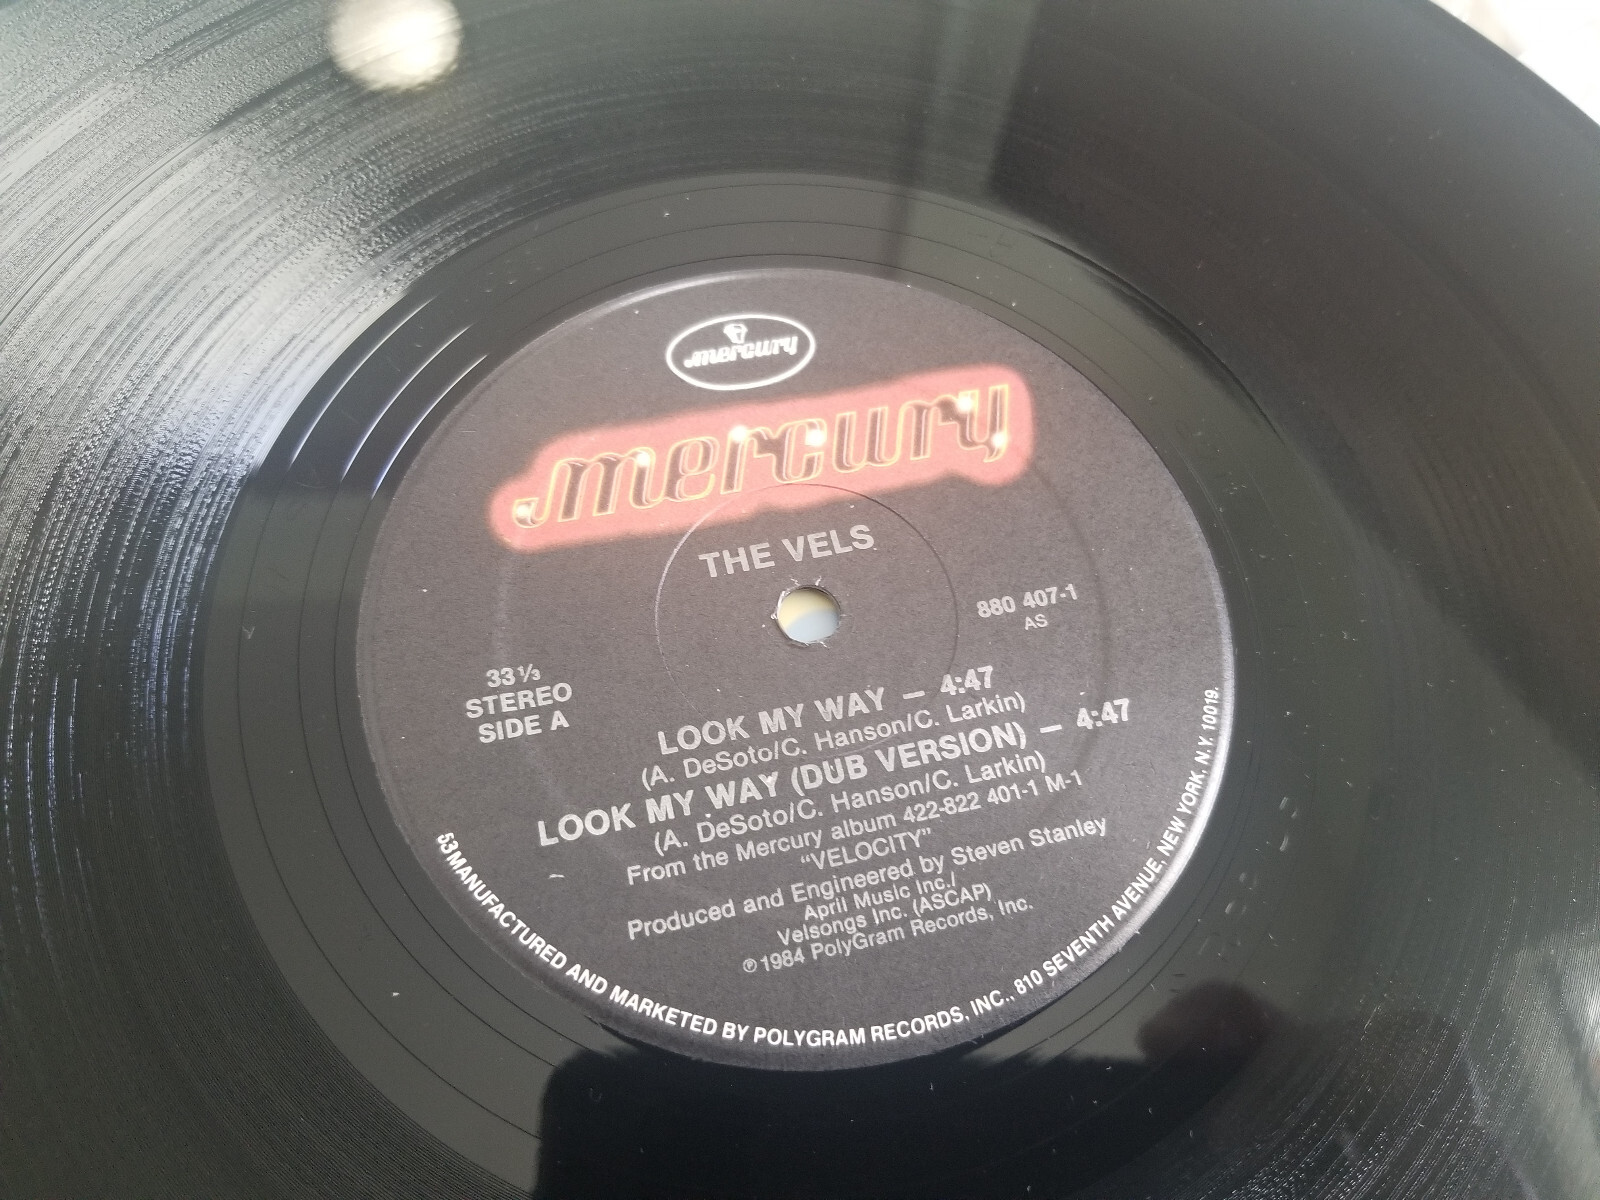 mercury
mercury
THE VELS
880 407-1
AS
33⅓
STEREO
SIDE A
LOOK MY WAY — 4:47
(A. DeSoto/C. Hanson/C. Larkin)
LOOK MY WAY (DUB VERSION) — 4:47
(A. DeSoto/C. Hanson/C. Larkin)
From the Mercury album 422-822 401-1 M-1
“VELOCITY”
Produced and Engineered by Steven Stanley
April Music Inc./
Velsongs Inc. (ASCAP)
℗ 1984 PolyGram Records, Inc.
53 MANUFACTURED AND MARKETED BY POLYGRAM RECORDS, INC., 810 SEVENTH AVENUE, NEW YORK, N.Y. 10019.